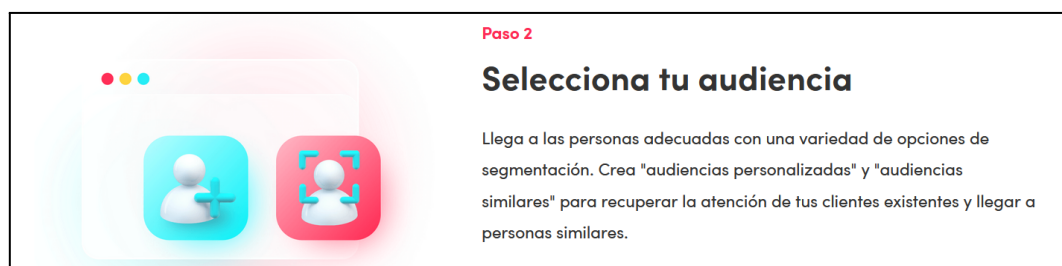 Paso 2
Selecciona tu audiencia
Llega a las personas adecuadas con una variedad de opciones de
segmentación. Crea "audiencias personalizadas" y "audiencias
similares" para recuperar la atención de tus clientes existentes y llegar a
personas similares.